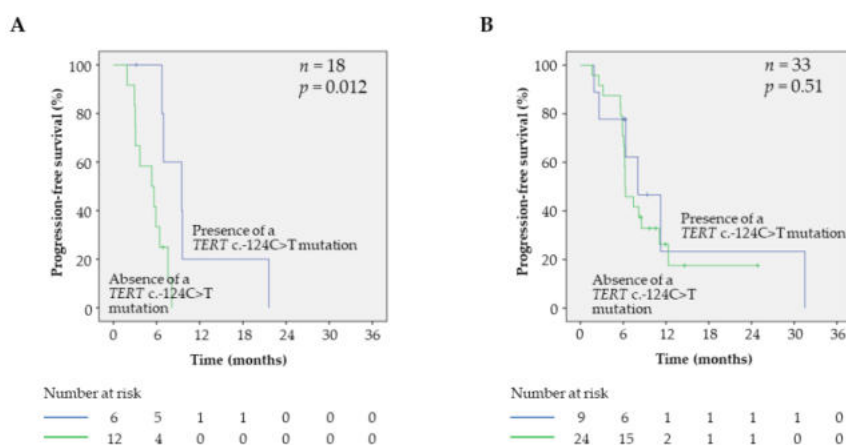 A
n = 18
p = 0.012
Progression-free survival (%)
100
80
60
40
20
0
Presence of a
TERT c.-124C>T mutation
Absence of a
TERT c.-124C>T
mutation
0 6 12 18 24 30 36
Time (months)
Number at risk
6 5 1 1 0 0 0
12 4 0 0 0 0 0
B
n = 33
p = 0.51
Progression-free survival (%)
100
80
60
40
20
0
Presence of a
TERT c.-124C>T mutation
Absence of a
TERT c.-124C>T
mutation
0 6 12 18 24 30 36
Time (months)
Number at risk
9 6 1 1 1 1 0
24 15 2 1 1 0 0